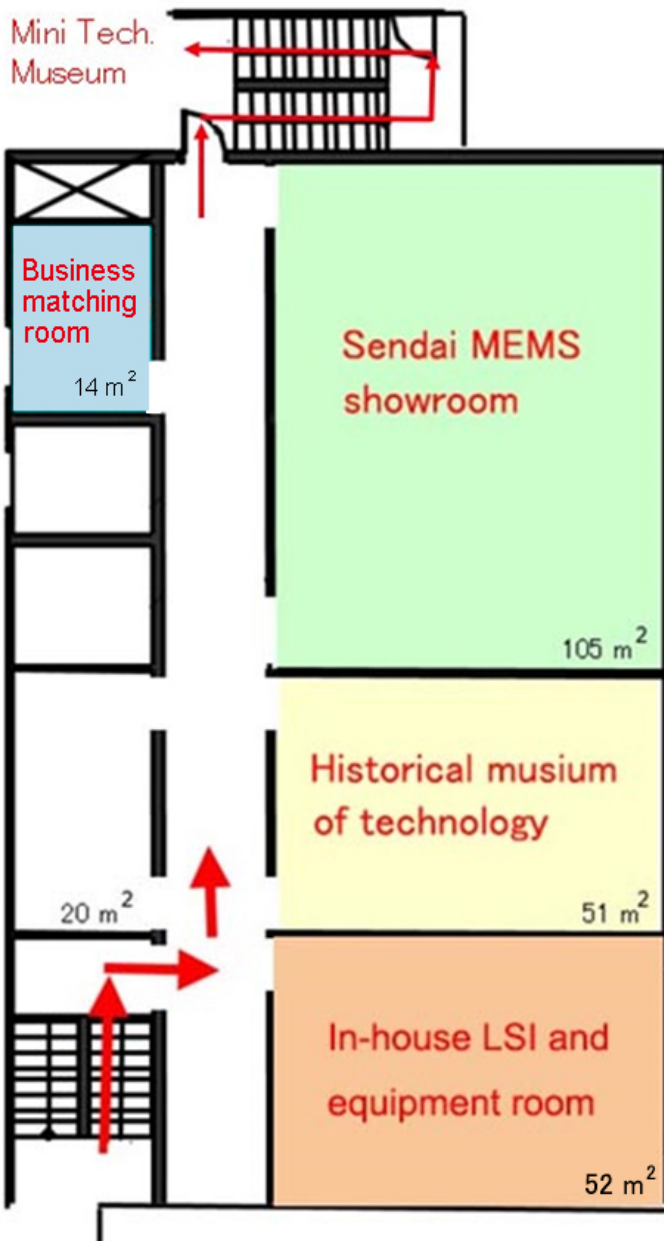 Mini Tech.
Museum
Business
matching
room
14 m²
Sendai MEMS
showroom
105 m²
Historical musium
of technology
20 m²
51 m²
In-house LSI and
equipment room
52 m²